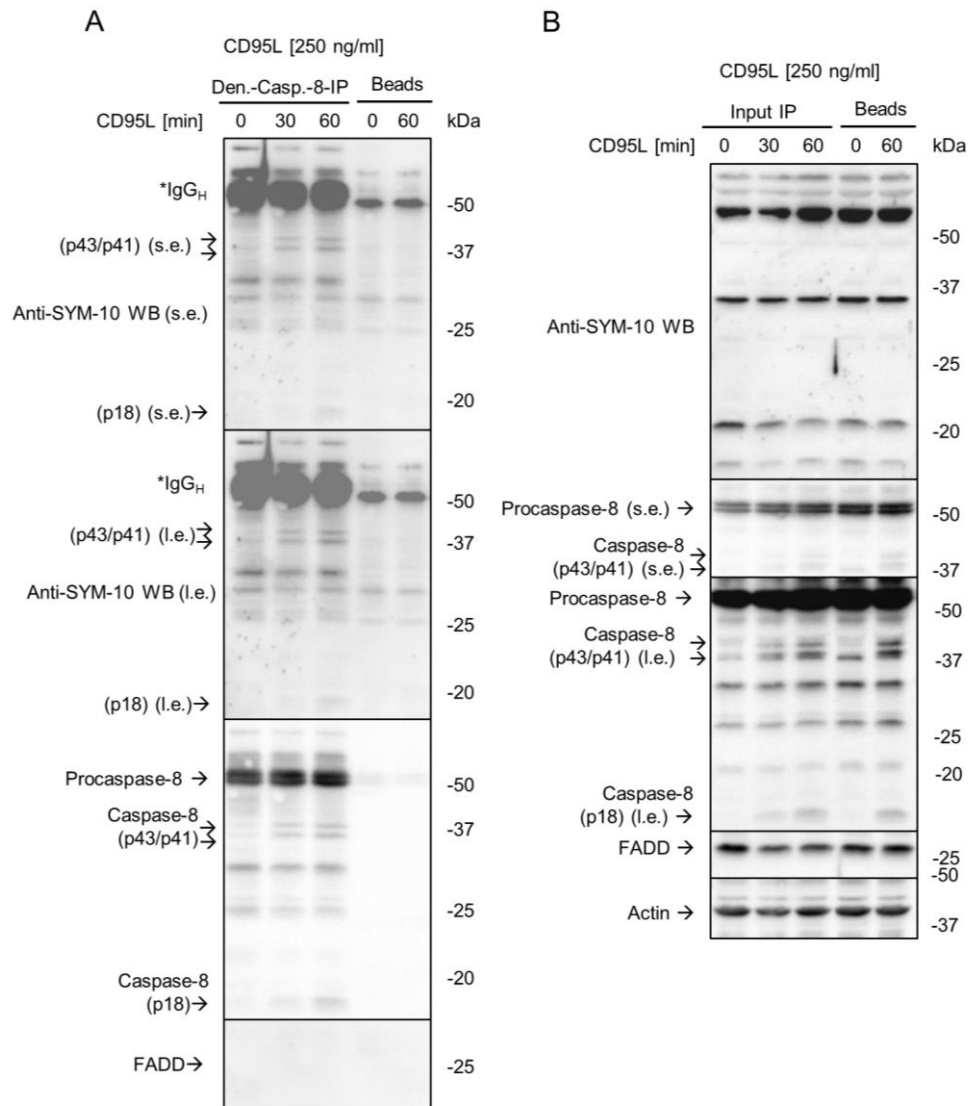 A
CD95L [250 ng/ml]
Den.-Casp.-8-IP Beads
CD95L [min] 0 30 60 0 60 kDa
*IgGH
-50
(p43/p41) (s.e.)
-37
Anti-SYM-10 WB (s.e.)
-25
-20
(p18) (s.e.)→
*IgGH
-50
(p43/p41) (l.e.)
-37
Anti-SYM-10 WB (l.e.)
-25
-20
(p18) (l.e.)→
Procaspase-8 →
-50
Caspase-8
(p43/p41)
-37
-25
-20
Caspase-8
(p18)→
FADD→
-25
B
CD95L [250 ng/ml]
Input IP Beads
CD95L [min] 0 30 60 0 60 kDa
-50
-37
Anti-SYM-10 WB
-25
-20
Procaspase-8 (s.e.) →
-50
Caspase-8
(p43/p41) (s.e.)
-37
Procaspase-8 →
-50
Caspase-8 →
(p43/p41) (l.e.) →
-37
-25
-20
Caspase-8
(p18) (l.e.) →
FADD →
-25
-50
Actin →
-37